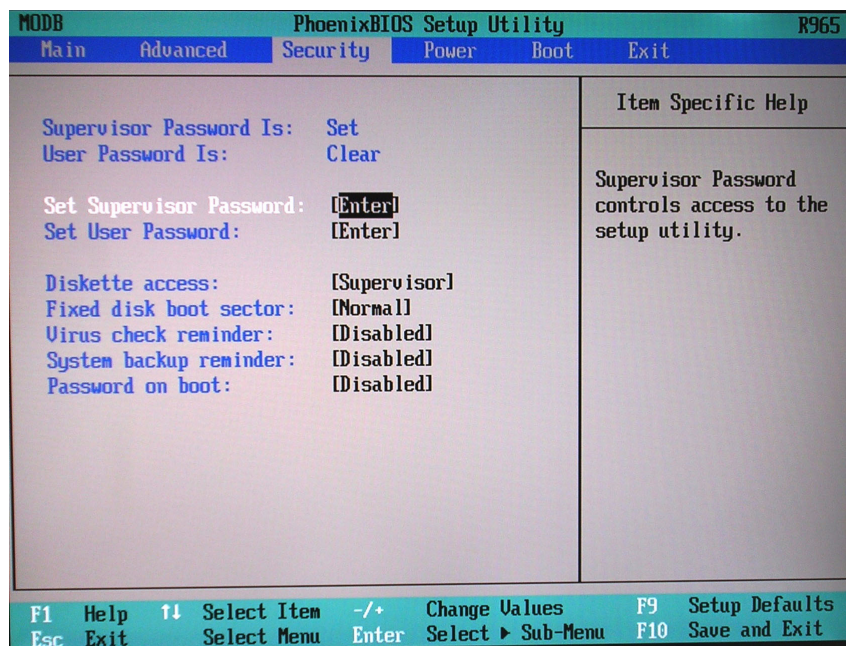 MODB PhoenixBIOS Setup Utility R965
Main Advanced Security Power Boot Exit
Item Specific Help
Supervisor Password Is: Set
User Password Is: Clear
Supervisor Password
controls access to the
setup utility.
Set Supervisor Password: [Enter]
Set User Password: [Enter]
Diskette access: [Supervisor]
Fixed disk boot sector: [Normal]
Virus check reminder: [Disabled]
System backup reminder: [Disabled]
Password on boot: [Disabled]
F1 Help ↑↓ Select Item -/+ Change Values F9 Setup Defaults
Esc Exit Select Menu Enter Select ▶ Sub-Menu F10 Save and Exit